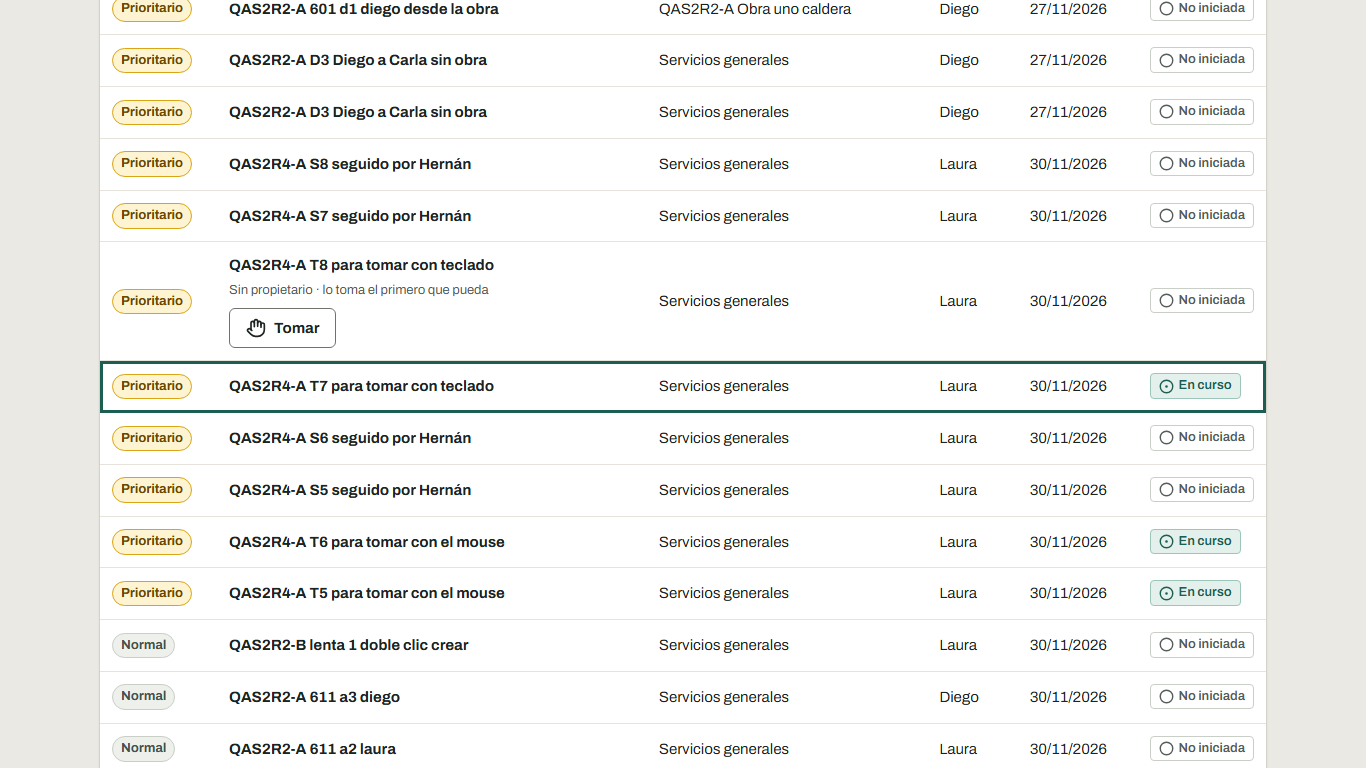 Prioritario QAS2R2-A 601 d1 diego desde la obra QAS2R2-A Obra uno caldera Diego 27/11/2026 No iniciada
Prioritario QAS2R2-A D3 Diego a Carla sin obra Servicios generales Diego 27/11/2026 No iniciada
Prioritario QAS2R2-A D3 Diego a Carla sin obra Servicios generales Diego 27/11/2026 No iniciada
Prioritario QAS2R4-A S8 seguido por Hernán Servicios generales Laura 30/11/2026 No iniciada
Prioritario QAS2R4-A S7 seguido por Hernán Servicios generales Laura 30/11/2026 No iniciada
QAS2R4-A T8 para tomar con teclado
Sin propietario · lo toma el primero que pueda
Prioritario Servicios generales Laura 30/11/2026 No iniciada
Tomar
Prioritario QAS2R4-A T7 para tomar con teclado Servicios generales Laura 30/11/2026 En curso
Prioritario QAS2R4-A S6 seguido por Hernán Servicios generales Laura 30/11/2026 No iniciada
Prioritario QAS2R4-A S5 seguido por Hernán Servicios generales Laura 30/11/2026 No iniciada
Prioritario QAS2R4-A T6 para tomar con el mouse Servicios generales Laura 30/11/2026 En curso
Prioritario QAS2R4-A T5 para tomar con el mouse Servicios generales Laura 30/11/2026 En curso
Normal QAS2R2-B lenta 1 doble clic crear Servicios generales Laura 30/11/2026 No iniciada
Normal QAS2R2-A 611 a3 diego Servicios generales Diego 30/11/2026 No iniciada
Normal QAS2R2-A 611 a2 laura Servicios generales Laura 30/11/2026 No iniciada